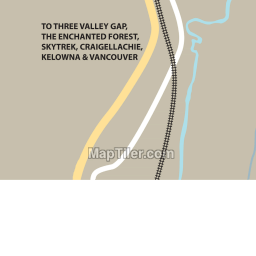 TO THREE VALLEY GAP,
THE ENCHANTED FOREST,
SKYTREK, CRAIGELLACHIE,
KELOWNA & VANCOUVER
MapTiler.com